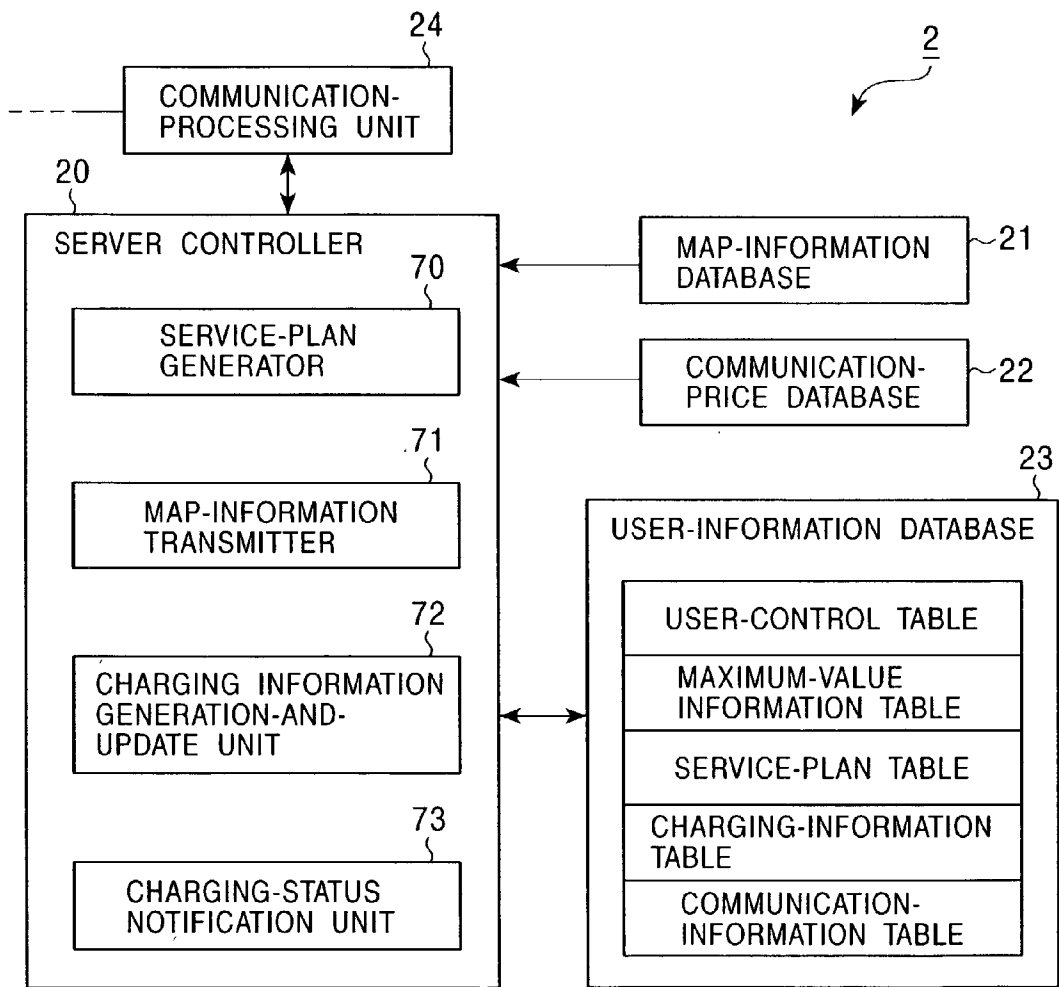 24
2
COMMUNICATION-
PROCESSING UNIT
20
SERVER CONTROLLER
70
SERVICE-PLAN
GENERATOR
71
MAP-INFORMATION
TRANSMITTER
72
CHARGING INFORMATION
GENERATION-AND-
UPDATE UNIT
73
CHARGING-STATUS
NOTIFICATION UNIT
MAP-INFORMATION
DATABASE
21
COMMUNICATION-
PRICE DATABASE
22
23
USER-INFORMATION DATABASE
USER-CONTROL TABLE
MAXIMUM-VALUE
INFORMATION TABLE
SERVICE-PLAN TABLE
CHARGING-INFORMATION
TABLE
COMMUNICATION-
INFORMATION TABLE